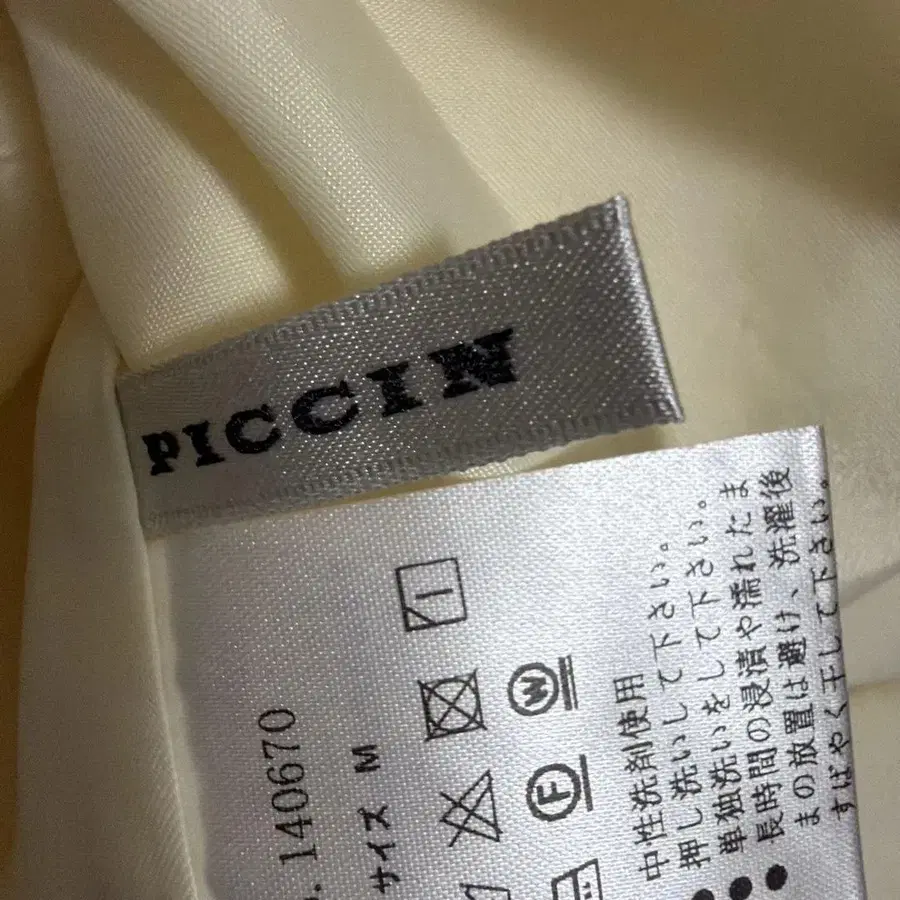 PICCIN
140670
サイズ M
W
F
中性洗剤使用
押し洗いして下さい。
単独洗いをして下さい。
長時間の浸漬や濡れたま
まの放置は避け、洗濯後
すばやく干して下さい。